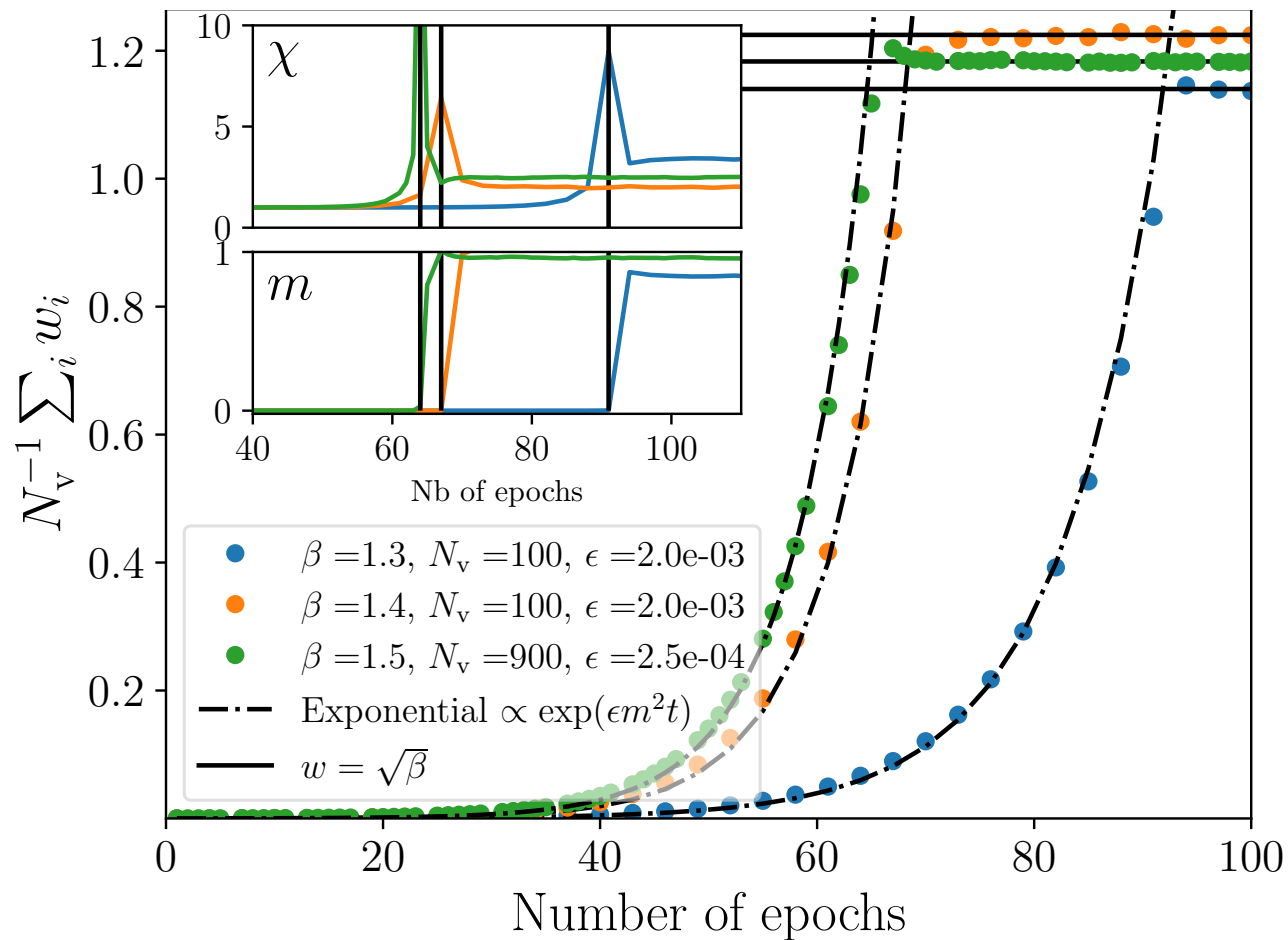 χ
10
5
0
m
1
0
40
60
80
100
Nb of epochs
N_v^{-1} ∑_i w_i
1.2
1.0
0.8
0.6
0.4
0.2
β =1.3, N_v =100, ϵ =2.0e-03
β =1.4, N_v =100, ϵ =2.0e-03
β =1.5, N_v =900, ϵ =2.5e-04
Exponential ∝ exp(ϵm²t)
w = √β
0
20
40
60
80
100
Number of epochs